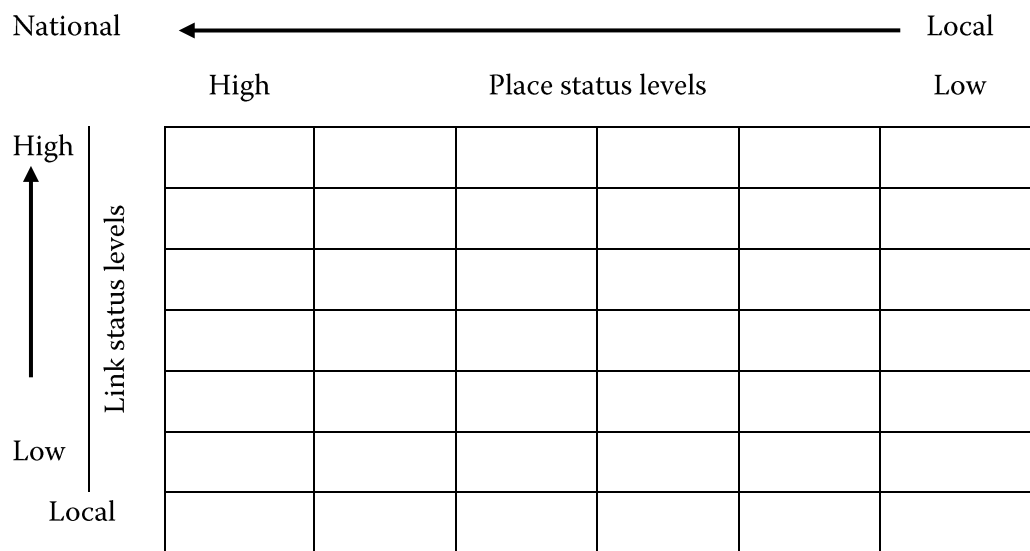 National Local
High Place status levels Low
High
Link status levels
Low
Local